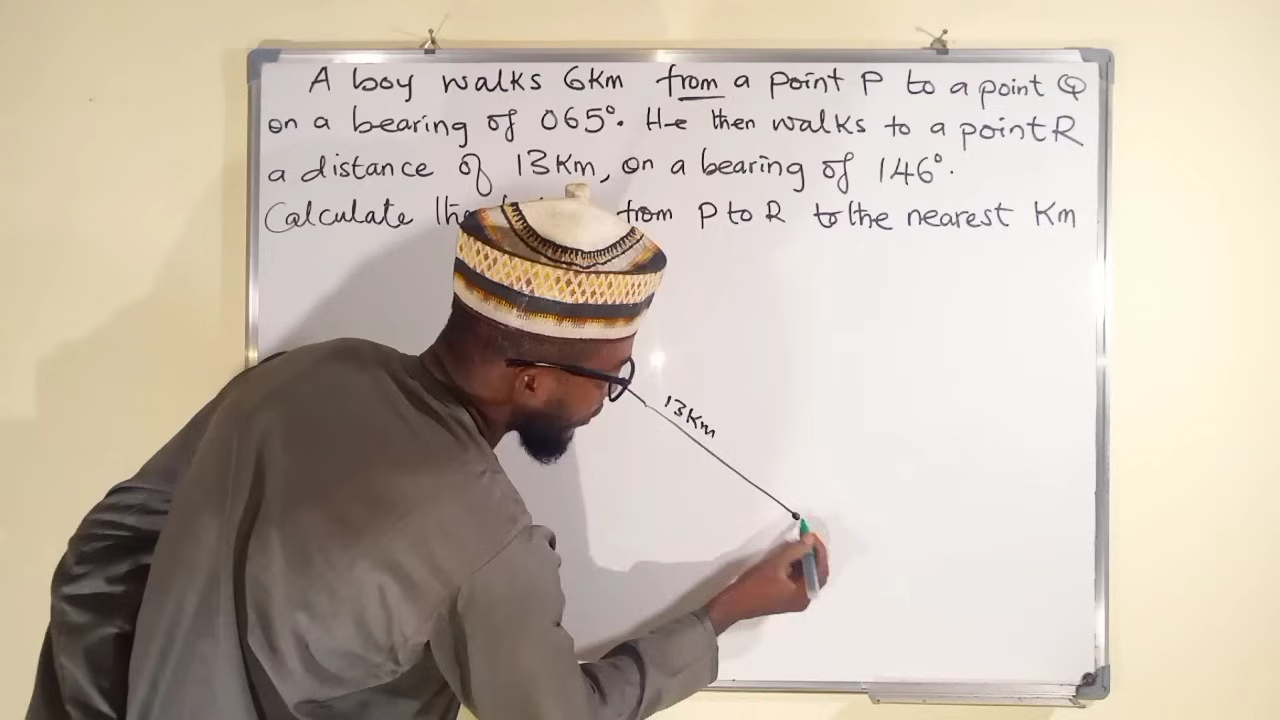 A boy walks 6Km from a point P to a point Q
on a bearing of 065°. He then walks to a point R
a distance of 13Km, on a bearing of 146°.
Calculate from P to R to the nearest Km
13Km